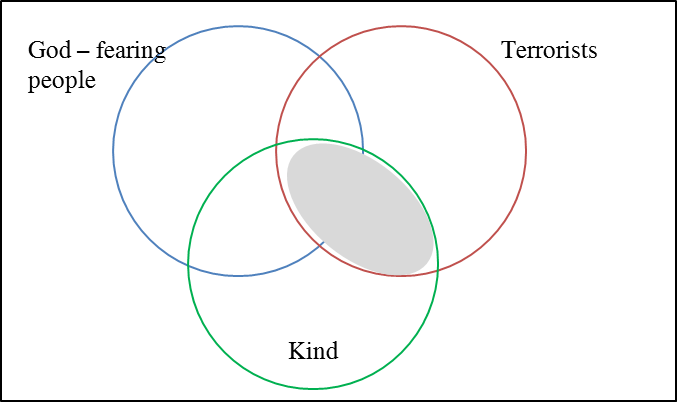 God – fearing
people
Terrorists
Kind